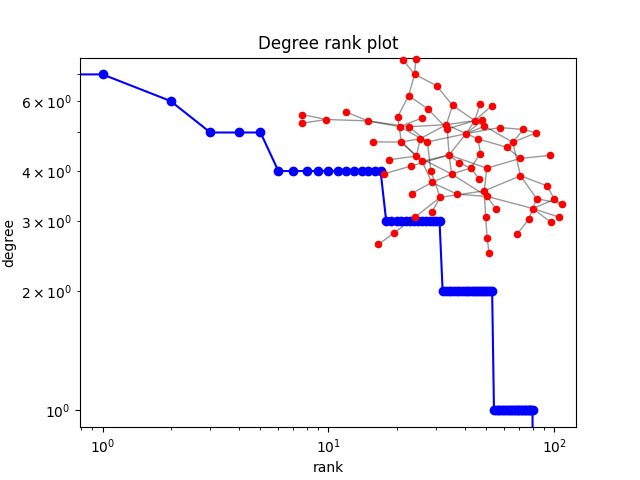 Degree rank plot
degree
6 × 10⁰
4 × 10⁰
3 × 10⁰
2 × 10⁰
10⁰
10⁰
10¹
10²
rank